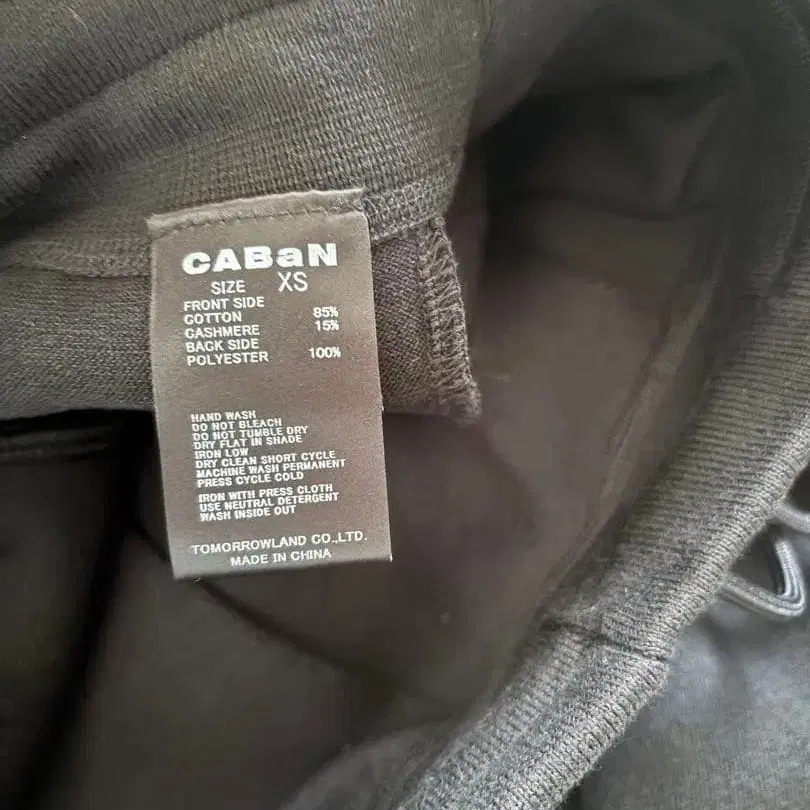 CABaN
SIZE XS
FRONT SIDE
COTTON 85%
CASHMERE 15%
BACK SIDE
POLYESTER 100%
HAND WASH
DO NOT BLEACH
DO NOT TUMBLE DRY
DRY FLAT IN SHADE
IRON LOW
DRY CLEAN SHORT CYCLE
MACHINE WASH PERMANENT
PRESS CYCLE COLD
IRON WITH PRESS CLOTH
USE NEUTRAL DETERGENT
WASH INSIDE OUT
TOMORROWLAND CO.,LTD.
MADE IN CHINA